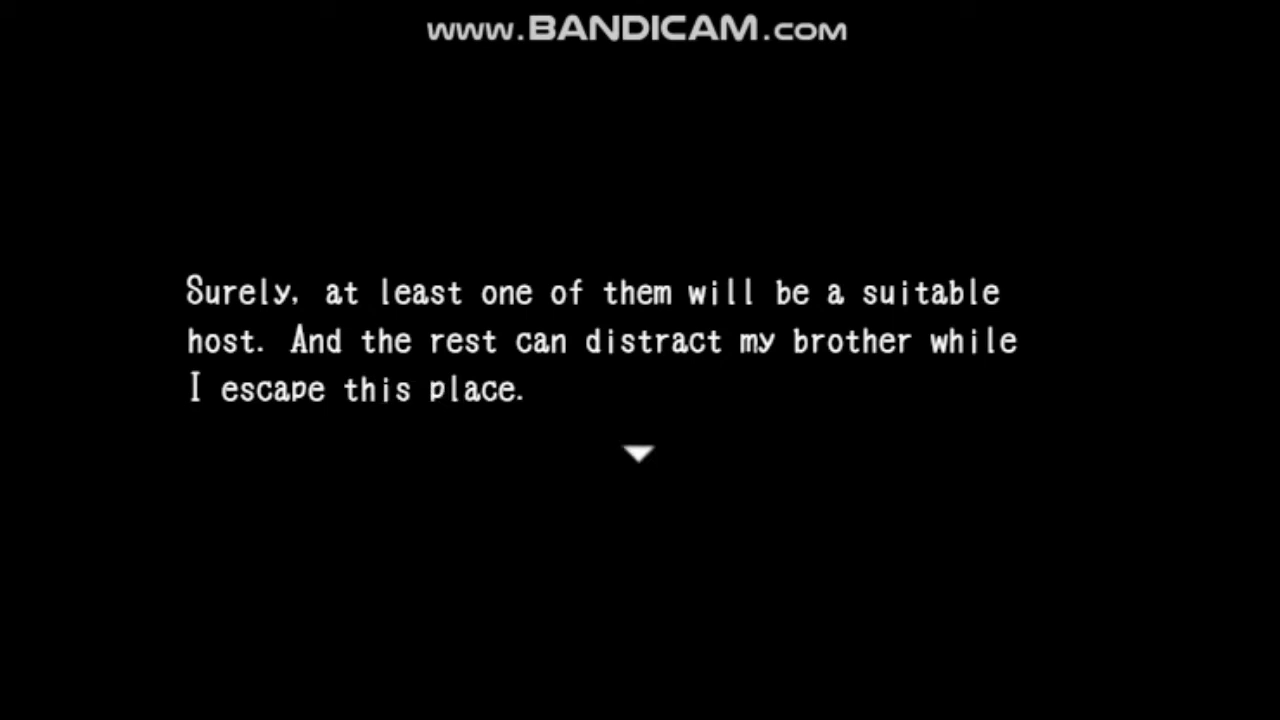 www.BANDICAM.com
Surely, at least one of them will be a suitable
host. And the rest can distract my brother while
I escape this place.